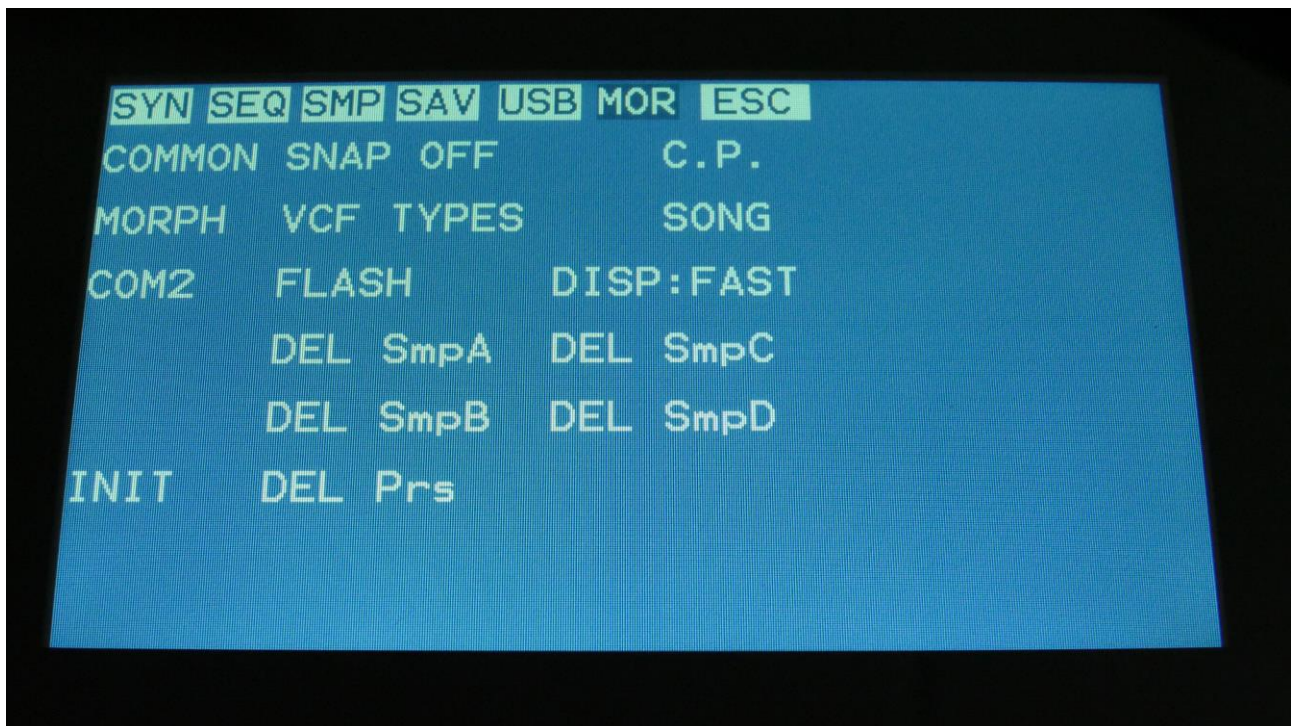 SYN SEQ SMP SAV USB MOR ESC
COMMON SNAP OFF C.P.
MORPH VCF TYPES SONG
COM2 FLASH DISP:FAST
DEL SmpA DEL SmpC
DEL SmpB DEL SmpD
INIT DEL Prs